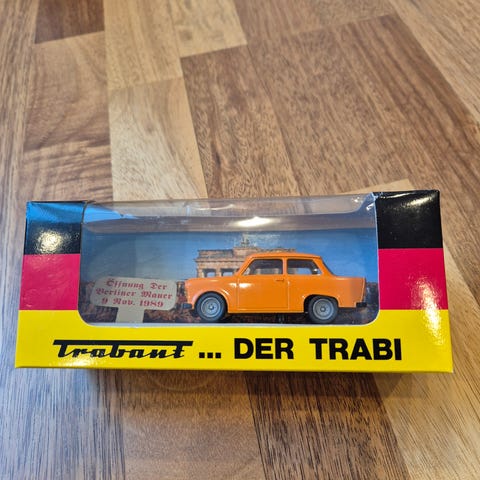 Öffnung Der
Berliner Mauer
9 Nov. 1989
Trabant ... DER TRABI